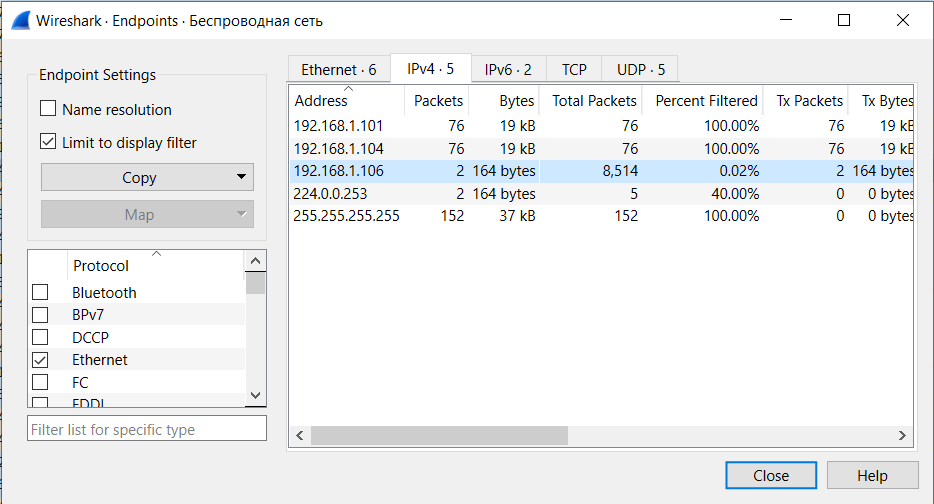 Wireshark · Endpoints · Беспроводная сеть
Endpoint Settings
Name resolution
Limit to display filter
Copy
Map
Protocol
Bluetooth
BPv7
DCCP
Ethernet
FC
FDDI
Filter list for specific type
Ethernet · 6 IPv4 · 5 IPv6 · 2 TCP UDP · 5
Address Packets Bytes Total Packets Percent Filtered Tx Packets Tx Bytes
192.168.1.101 76 19 kB 76 100.00% 76 19 kB
192.168.1.104 76 19 kB 76 100.00% 76 19 kB
192.168.1.106 2 164 bytes 8,514 0.02% 2 164 bytes
224.0.0.253 2 164 bytes 5 40.00% 0 0 bytes
255.255.255.255 152 37 kB 152 100.00% 0 0 bytes
Close Help